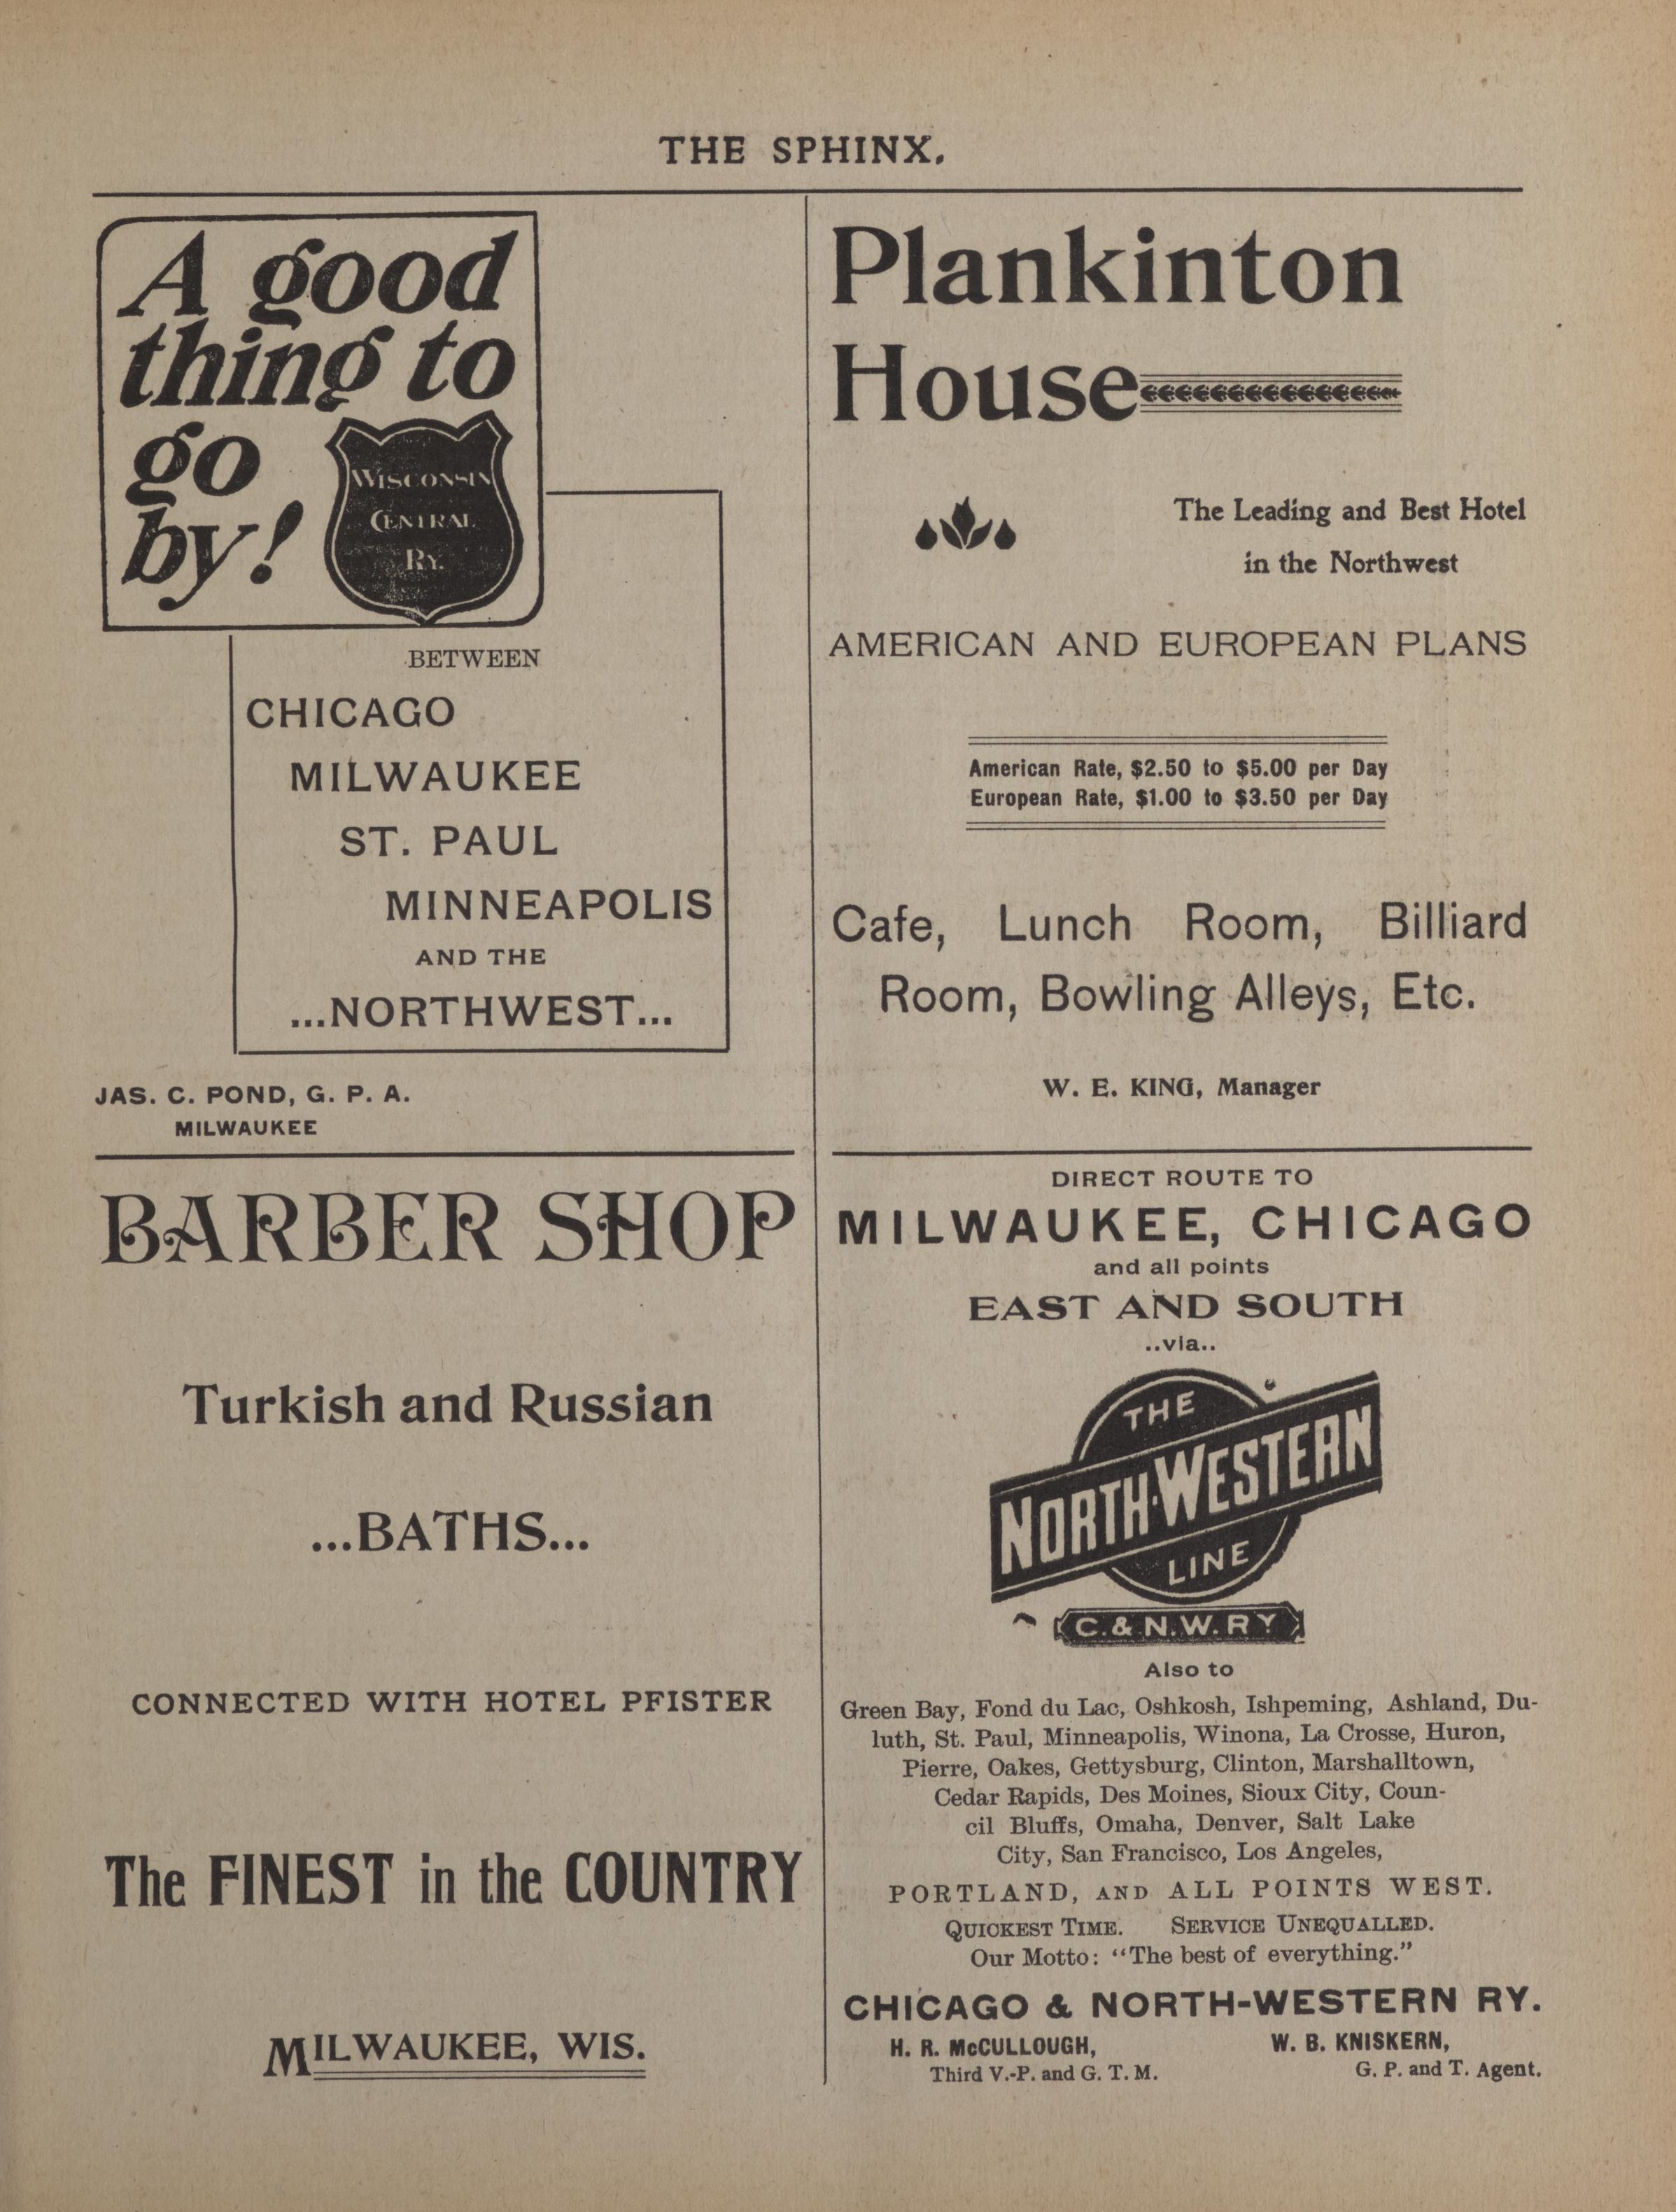 THE SPHINX.
A good
thing to
go
by!
WISCONSIN
CENTRAL
RY.
BETWEEN
CHICAGO
MILWAUKEE
ST. PAUL
MINNEAPOLIS
AND THE
...NORTHWEST...
JAS. C. POND, G. P. A.
MILWAUKEE
Plankinton
House
The Leading and Best Hotel
in the Northwest
AMERICAN AND EUROPEAN PLANS
American Rate, $2.50 to $5.00 per Day
European Rate, $1.00 to $3.50 per Day
Cafe, Lunch Room, Billiard
Room, Bowling Alleys, Etc.
W. E. KING, Manager
BARBER SHOP
Turkish and Russian
...BATHS...
CONNECTED WITH HOTEL PFISTER
The FINEST in the COUNTRY
MILWAUKEE, WIS.
DIRECT ROUTE TO
MILWAUKEE, CHICAGO
and all points
EAST AND SOUTH
..via..
THE
NORTH-WESTERN
LINE
C. & N. W. RY
Also to
Green Bay, Fond du Lac, Oshkosh, Ishpeming, Ashland, Du-
luth, St. Paul, Minneapolis, Winona, La Crosse, Huron,
Pierre, Oakes, Gettysburg, Clinton, Marshalltown,
Cedar Rapids, Des Moines, Sioux City, Coun-
cil Bluffs, Omaha, Denver, Salt Lake
City, San Francisco, Los Angeles,
PORTLAND, AND ALL POINTS WEST.
QUICKEST TIME. SERVICE UNEQUALLED.
Our Motto: "The best of everything."
CHICAGO & NORTH-WESTERN RY.
H. R. McCULLOUGH, W. B. KNISKERN,
Third V.-P. and G. T. M. G. P. and T. Agent.